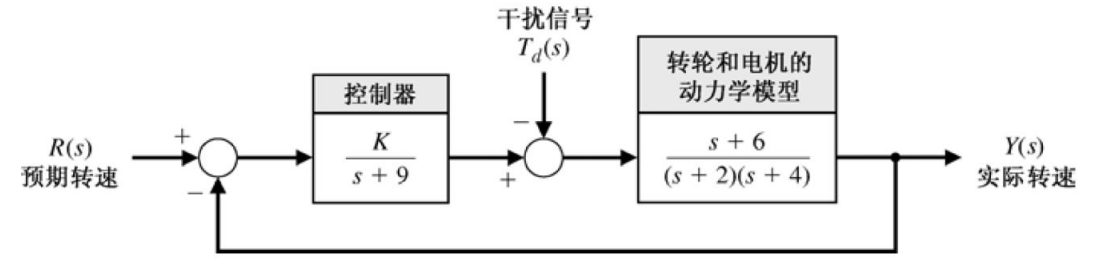 干扰信号
T_d(s)
转轮和电机的
动力学模型
控制器
R(s)
预期转速
+
−
K
s + 9
−
+
s + 6
(s + 2)(s + 4)
Y(s)
实际转速